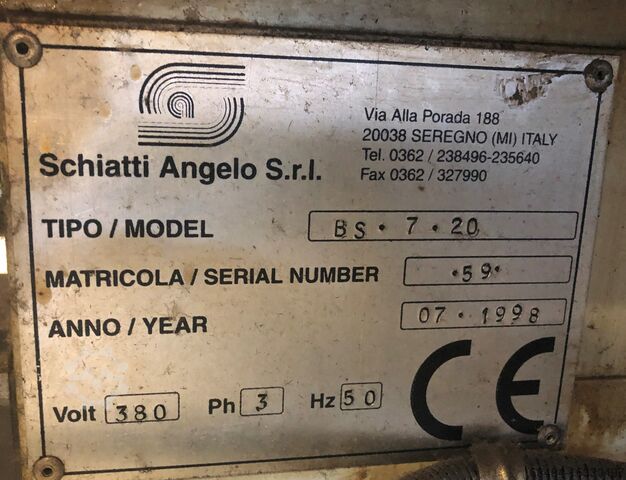 Via Alla Porada 188
20038 SEREGNO (MI) ITALY
Tel. 0362 / 238496-235640
Fax 0362 / 327990
Schiatti Angelo S.r.l.
TIPO / MODEL BS · 7 · 20
MATRICOLA / SERIAL NUMBER ·59·
ANNO / YEAR 07 · 1998
Volt 380 Ph 3 Hz 50
CE